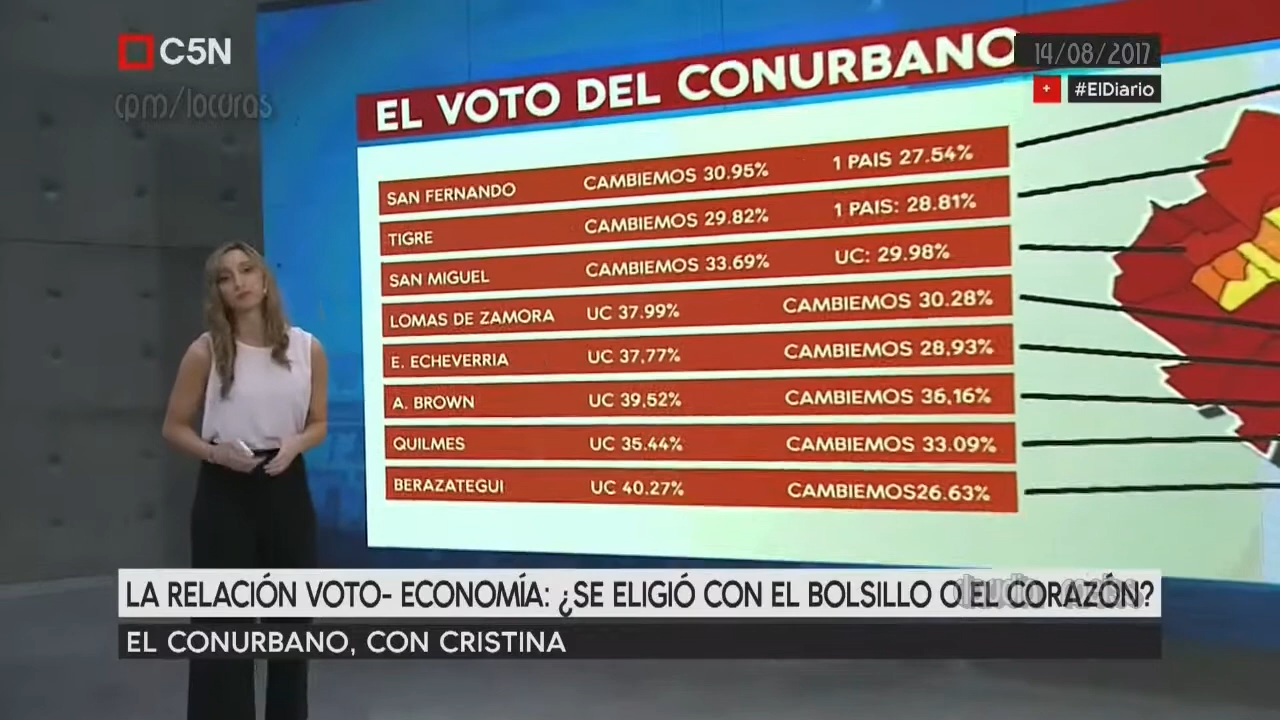 C5N
cpm/locuras
14/08/2017
+ #ElDiario
EL VOTO DEL CONURBANO
SAN FERNANDO CAMBIEMOS 30.95% 1 PAIS 27.54%
TIGRE CAMBIEMOS 29.82% 1 PAIS: 28.81%
SAN MIGUEL CAMBIEMOS 33.69% UC: 29.98%
LOMAS DE ZAMORA UC 37.99% CAMBIEMOS 30.28%
E. ECHEVERRIA UC 37,77% CAMBIEMOS 28,93%
A. BROWN UC 39,52% CAMBIEMOS 36,16%
QUILMES UC 35.44% CAMBIEMOS 33.09%
BERAZATEGUI UC 40.27% CAMBIEMOS26.63%
LA RELACIÓN VOTO- ECONOMÍA: ¿SE ELIGIÓ CON EL BOLSILLO O EL CORAZÓN?
EL CONURBANO, CON CRISTINA